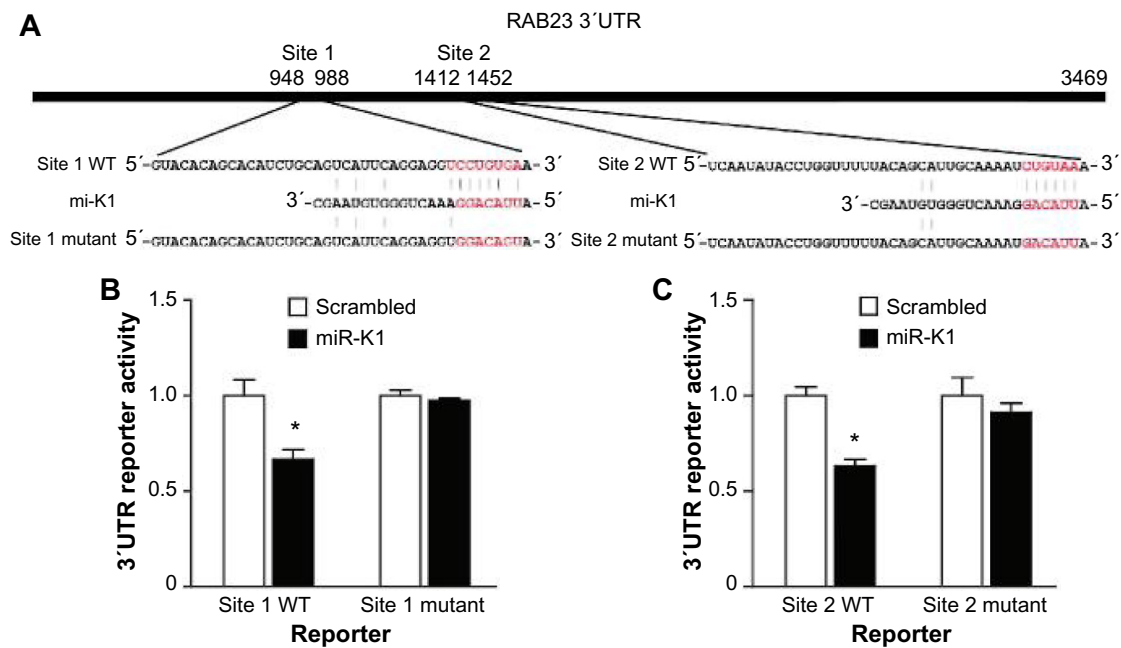 A
RAB23 3´UTR
Site 1
948 988
Site 2
1412 1452
3469
Site 1 WT 5´-GUACACAGCACAUCUGCAGUCAUUCAGGAGGUCCUGUGAA-3´
mi-K1 3´-CGAAUGUGGGUCAAAGGACAUUA-5´
Site 1 mutant 5´-GUACACAGCACAUCUGCAGUCAUUCAGGAGGUGGACAGUA-3´
Site 2 WT 5´-UCAAUAUACCUGGUUUUUACAGCAUUGCAAAAUCUGUAAA-3´
mi-K1 3´-CGAAUGUGGGUCAAAGGACAUUA-5´
Site 2 mutant 5´-UCAAUAUACCUGGUUUUUACAGCAUUGCAAAAUGACAUUA-3´
B
3´UTR reporter activity
1.5
1.0
0.5
0
Scrambled
miR-K1
*
Site 1 WT
Site 1 mutant
Reporter
C
3´UTR reporter activity
1.5
1.0
0.5
0
Scrambled
miR-K1
*
Site 2 WT
Site 2 mutant
Reporter